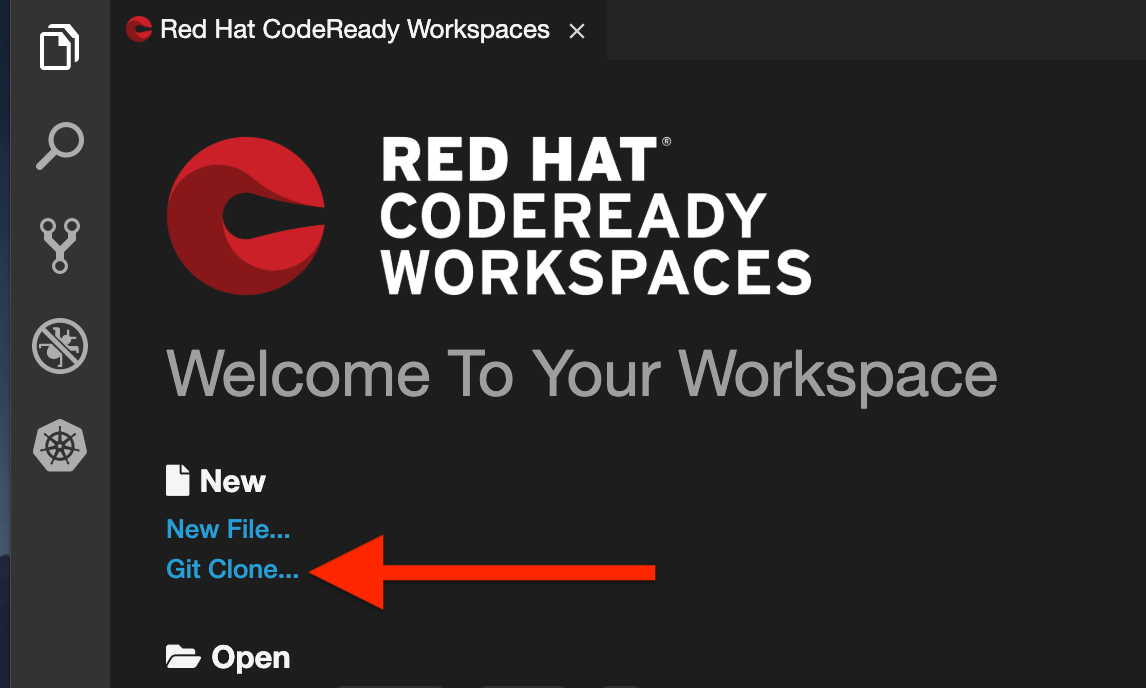 Red Hat CodeReady Workspaces
RED HAT®
CODEREADY
WORKSPACES
Welcome To Your Workspace
New
New File...
Git Clone...
Open